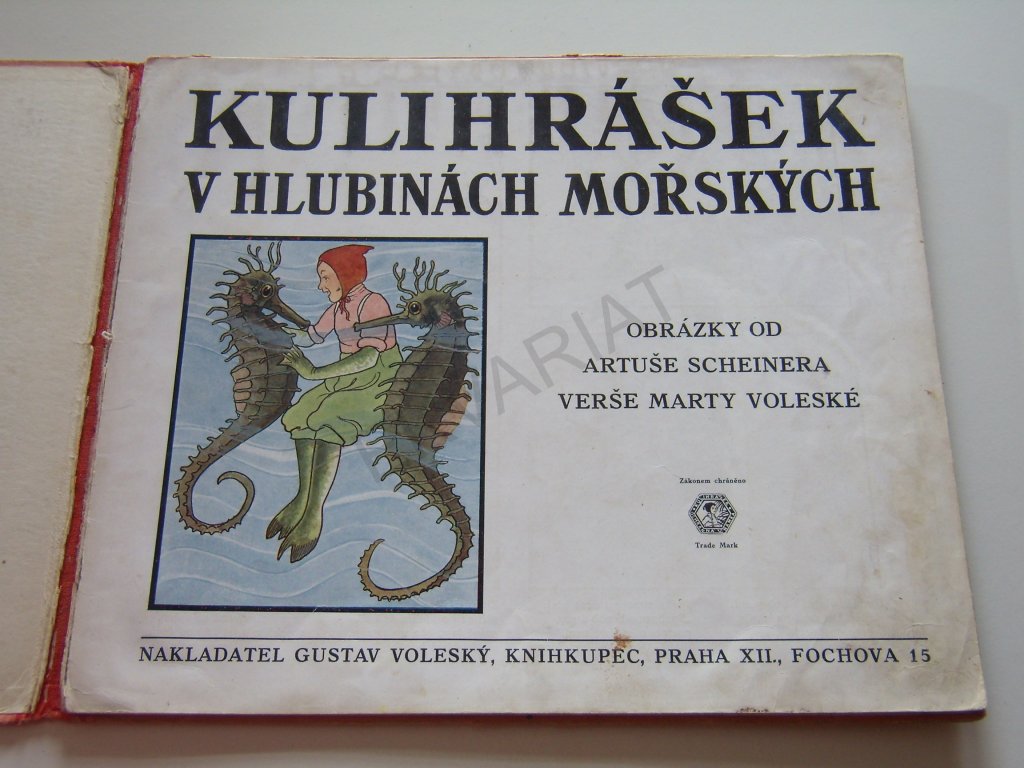 KULIHRÁŠEK
V HLUBINÁCH MOŘSKÝCH
OBRÁZKY OD
ARTUŠE SCHEINERA
VERŠE MARTY VOLESKÉ
Zákonem chráněno
Trade Mark
NAKLADATEL GUSTAV VOLESKÝ, KNIHKUPEC, PRAHA XII., FOCHOVA 15